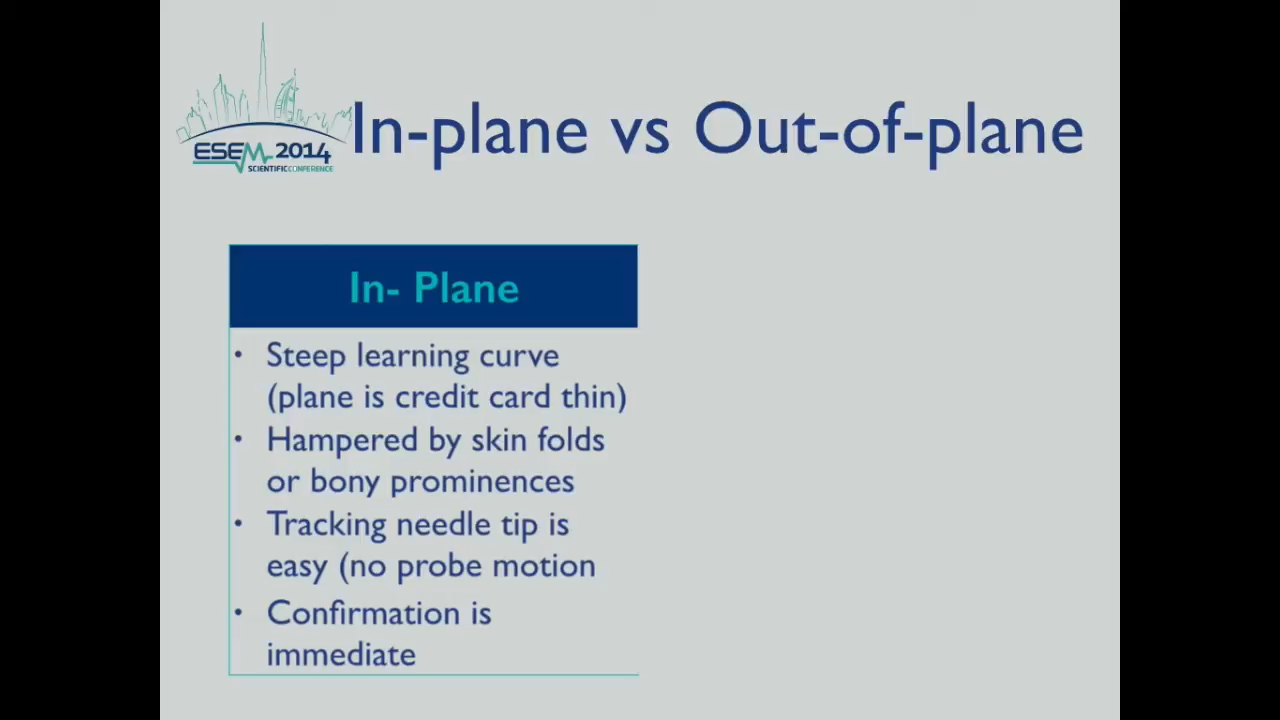 In-plane vs Out-of-plane
ESEM 2014
SCIENTIFIC CONFERENCE
In- Plane
• Steep learning curve
(plane is credit card thin)
• Hampered by skin folds
or bony prominences
• Tracking needle tip is
easy (no probe motion
• Confirmation is
immediate